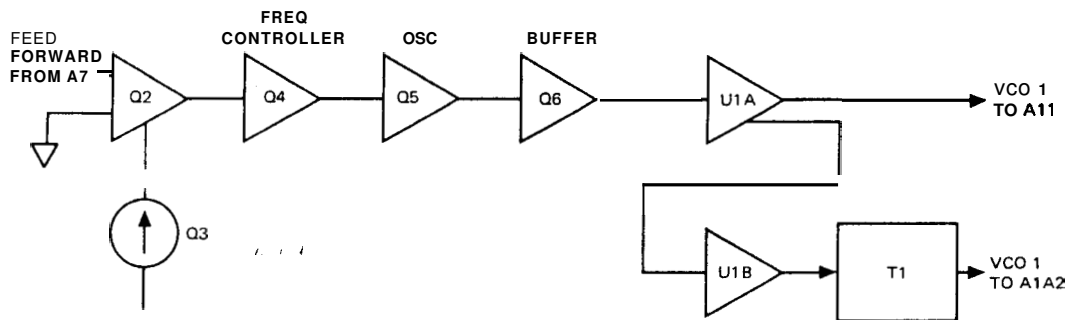 FEED
FORWARD
FROM A7
FREQ
CONTROLLER
OSC
BUFFER
Q2
Q4
Q5
Q6
U1A
VCO 1
TO A11
Q3
U1B
T1
VCO 1
TO A1A2